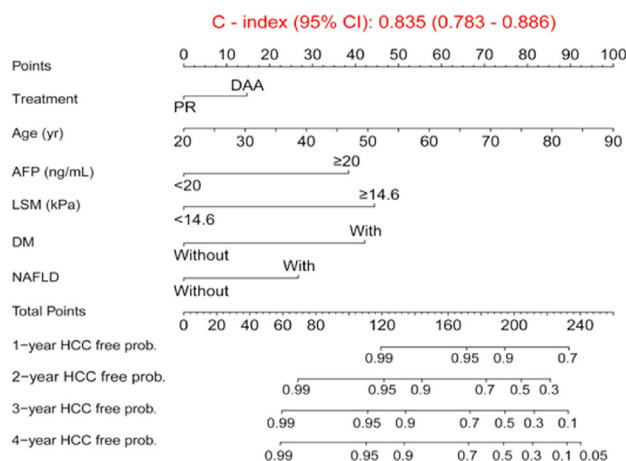 C - index (95% CI): 0.835 (0.783 - 0.886)
Points 0 10 20 30 40 50 60 70 80 90 100
Treatment PR DAA
Age (yr) 20 30 40 50 60 70 80 90
AFP (ng/mL) <20 ≥20
LSM (kPa) <14.6 ≥14.6
DM Without With
NAFLD Without With
Total Points 0 20 40 60 80 120 160 200 240
1−year HCC free prob. 0.99 0.95 0.9 0.7
2−year HCC free prob. 0.99 0.95 0.9 0.7 0.5 0.3
3−year HCC free prob. 0.99 0.95 0.9 0.7 0.5 0.3 0.1
4−year HCC free prob. 0.99 0.95 0.9 0.7 0.5 0.3 0.1 0.05